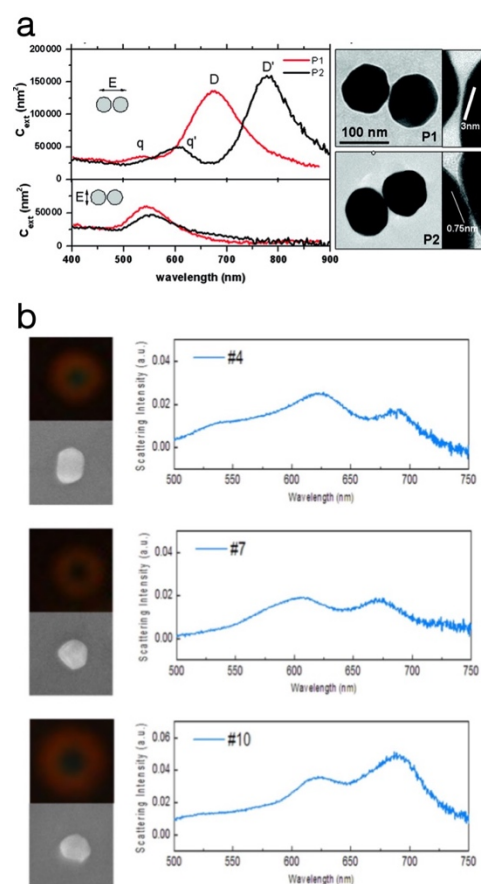 a
200000
150000
100000
50000
0
C_ext (nm²)
E
q
q'
D
D'
P1
P2
50000
0
C_ext (nm²)
E
400 500 600 700 800 900
wavelength (nm)
100 nm
P1
3nm
P2
0.75nm
b
#4
0.04
0.02
0.00
Scattering Intensity (a.u.)
500 550 600 650 700 750
Wavelength (nm)
#7
0.04
0.02
0.00
Scattering Intensity (a.u.)
500 550 600 650 700 750
Wavelength (nm)
#10
0.06
0.04
0.02
0.00
Scattering Intensity (a.u.)
500 550 600 650 700 750
Wavelength (nm)